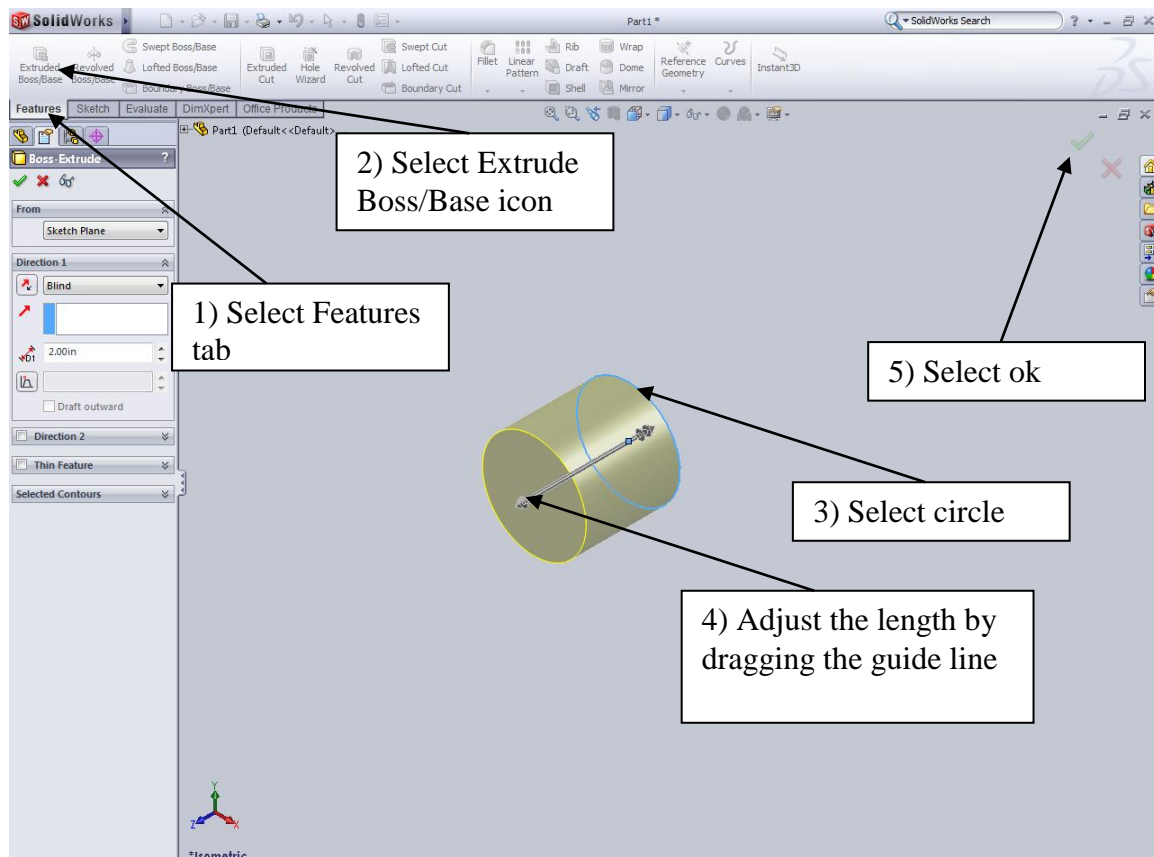 SolidWorks
Part1 *
SolidWorks Search
?
Extruded Boss/Base
Revolved Boss/Base
Swept Boss/Base
Lofted Boss/Base
Boundary Boss/Base
Extruded Cut
Hole Wizard
Revolved Cut
Swept Cut
Lofted Cut
Boundary Cut
Fillet
Linear Pattern
Rib
Draft
Shell
Wrap
Dome
Mirror
Reference Geometry
Curves
Instant3D
Features
Sketch
Evaluate
DimXpert
Office Products
Part1 (Default<<Default>
Boss-Extrude
?
From
Sketch Plane
Direction 1
Blind
D1
2.00in
Draft outward
Direction 2
Thin Feature
Selected Contours
1) Select Features
tab
2) Select Extrude
Boss/Base icon
3) Select circle
4) Adjust the length by
dragging the guide line
5) Select ok
Y
Z
X
*Isometric